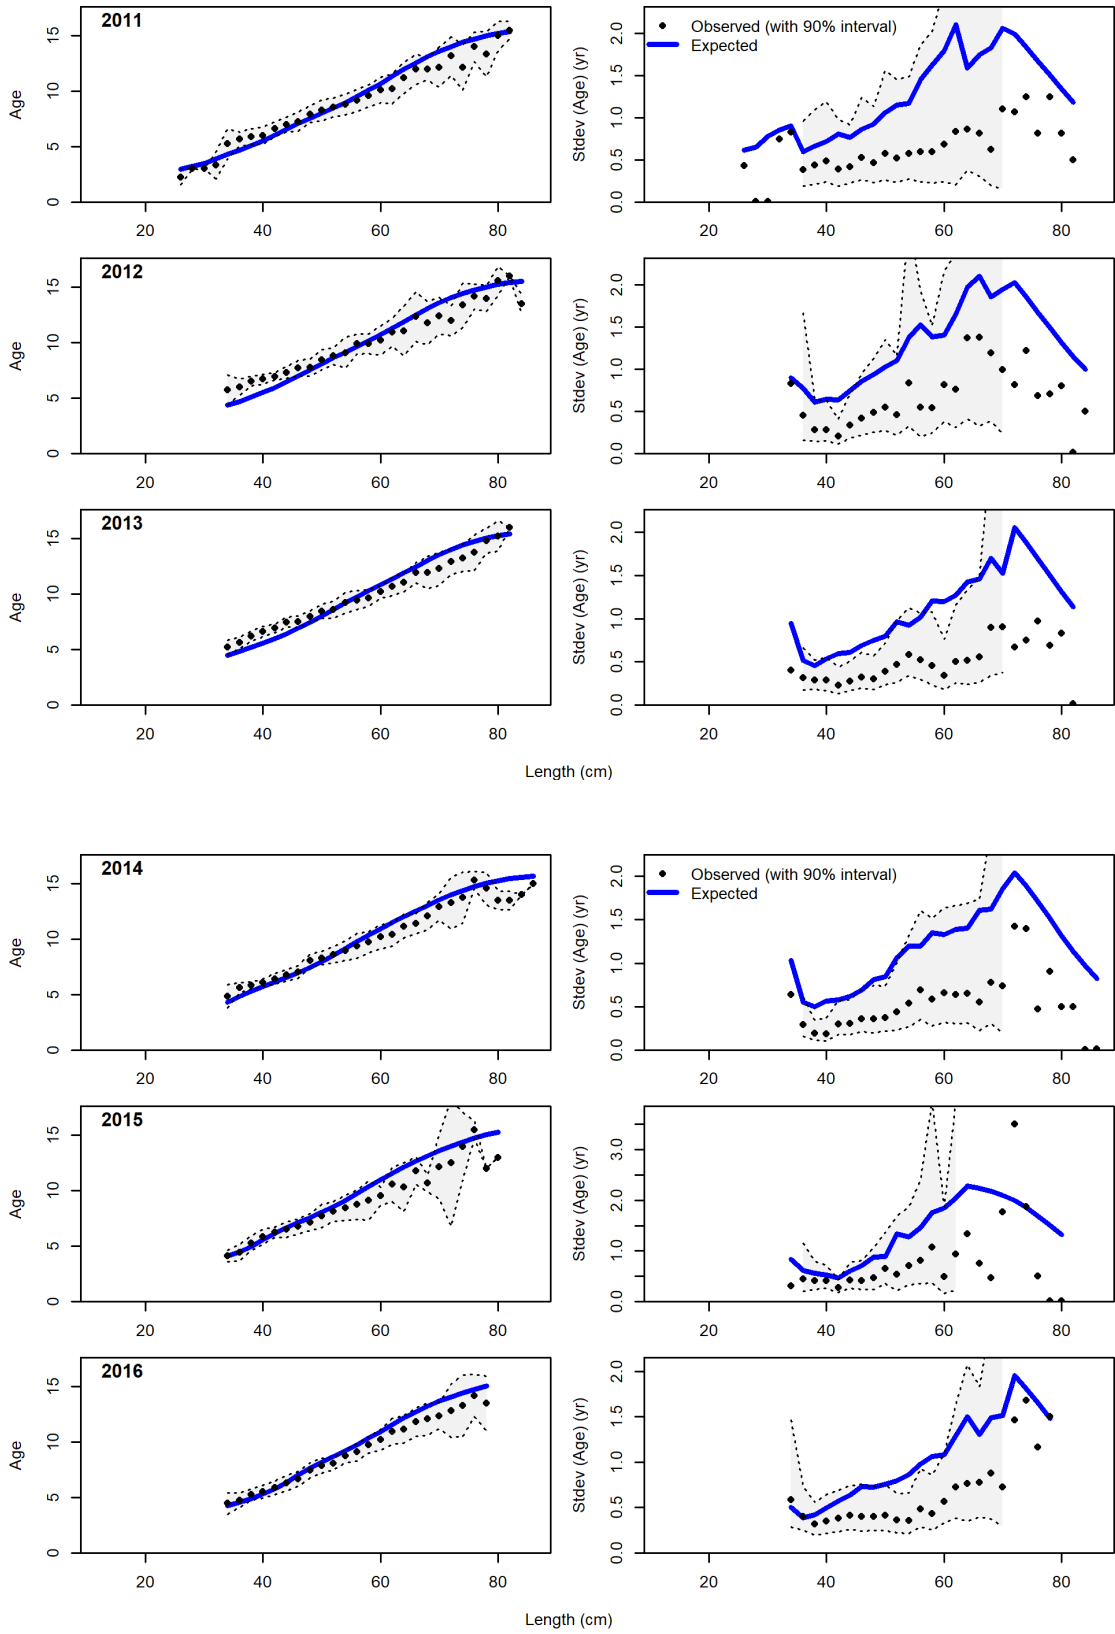 2011
Age
0 5 10 15
20 40 60 80
Stdev (Age) (yr)
0.0 0.5 1.0 1.5 2.0
Observed (with 90% interval)
Expected
20 40 60 80
2012
Age
0 5 10 15
20 40 60 80
Stdev (Age) (yr)
0.0 0.5 1.0 1.5 2.0
20 40 60 80
2013
Age
0 5 10 15
20 40 60 80
Stdev (Age) (yr)
0.0 0.5 1.0 1.5 2.0
20 40 60 80
Length (cm)
2014
Age
0 5 10 15
20 40 60 80
Stdev (Age) (yr)
0.0 0.5 1.0 1.5 2.0
Observed (with 90% interval)
Expected
20 40 60 80
2015
Age
0 5 10 15
20 40 60 80
Stdev (Age) (yr)
0.0 1.0 2.0 3.0
20 40 60 80
2016
Age
0 5 10 15
20 40 60 80
Stdev (Age) (yr)
0.0 0.5 1.0 1.5 2.0
20 40 60 80
Length (cm)